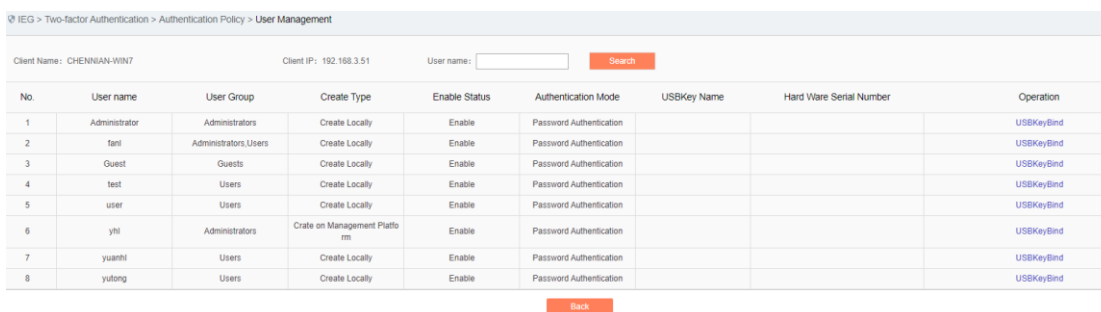 IEG > Two-factor Authentication > Authentication Policy > User Management
Client Name: CHENNIAN-WIN7 Client IP: 192.168.3.51 User name: Search
No. User name User Group Create Type Enable Status Authentication Mode USBKey Name Hard Ware Serial Number Operation
1 Administrator Administrators Create Locally Enable Password Authentication USBKeyBind
2 fanl Administrators,Users Create Locally Enable Password Authentication USBKeyBind
3 Guest Guests Create Locally Enable Password Authentication USBKeyBind
4 test Users Create Locally Enable Password Authentication USBKeyBind
5 user Users Create Locally Enable Password Authentication USBKeyBind
6 yhl Administrators Crate on Management Platfo
rm Enable Password Authentication USBKeyBind
7 yuanhl Users Create Locally Enable Password Authentication USBKeyBind
8 yutong Users Create Locally Enable Password Authentication USBKeyBind
Back